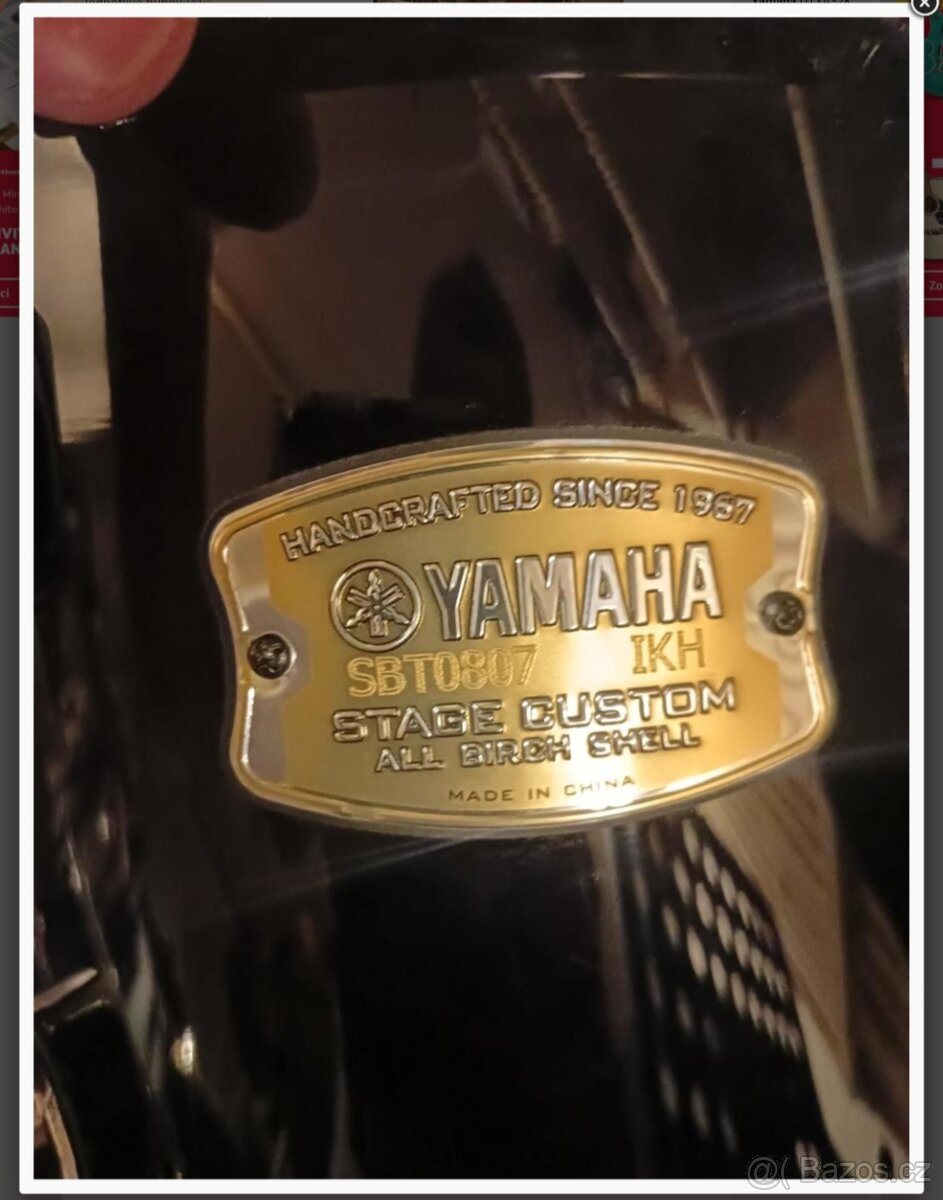 HANDCRAFTED SINCE 1967
YAMAHA
SBT0807 IKH
STAGE CUSTOM
ALL BIRCH SHELL
MADE IN CHINA
@( Bazos.cz